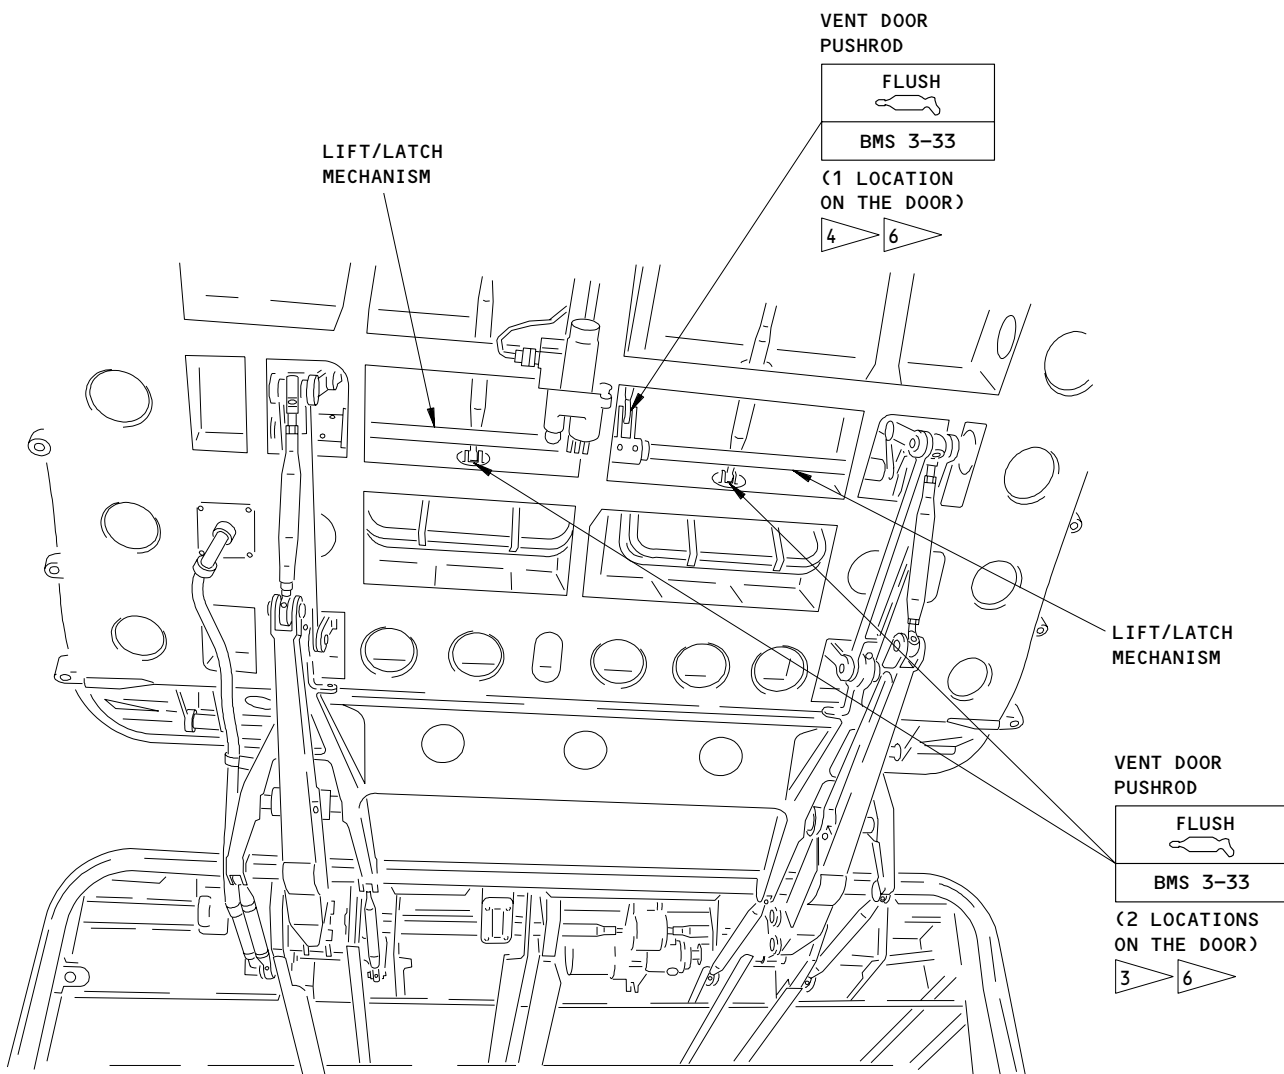 VENT DOOR
PUSHROD
FLUSH
BMS 3-33
(1 LOCATION
ON THE DOOR)
4 6
LIFT/LATCH
MECHANISM
LIFT/LATCH
MECHANISM
VENT DOOR
PUSHROD
FLUSH
BMS 3-33
(2 LOCATIONS
ON THE DOOR)
3 6